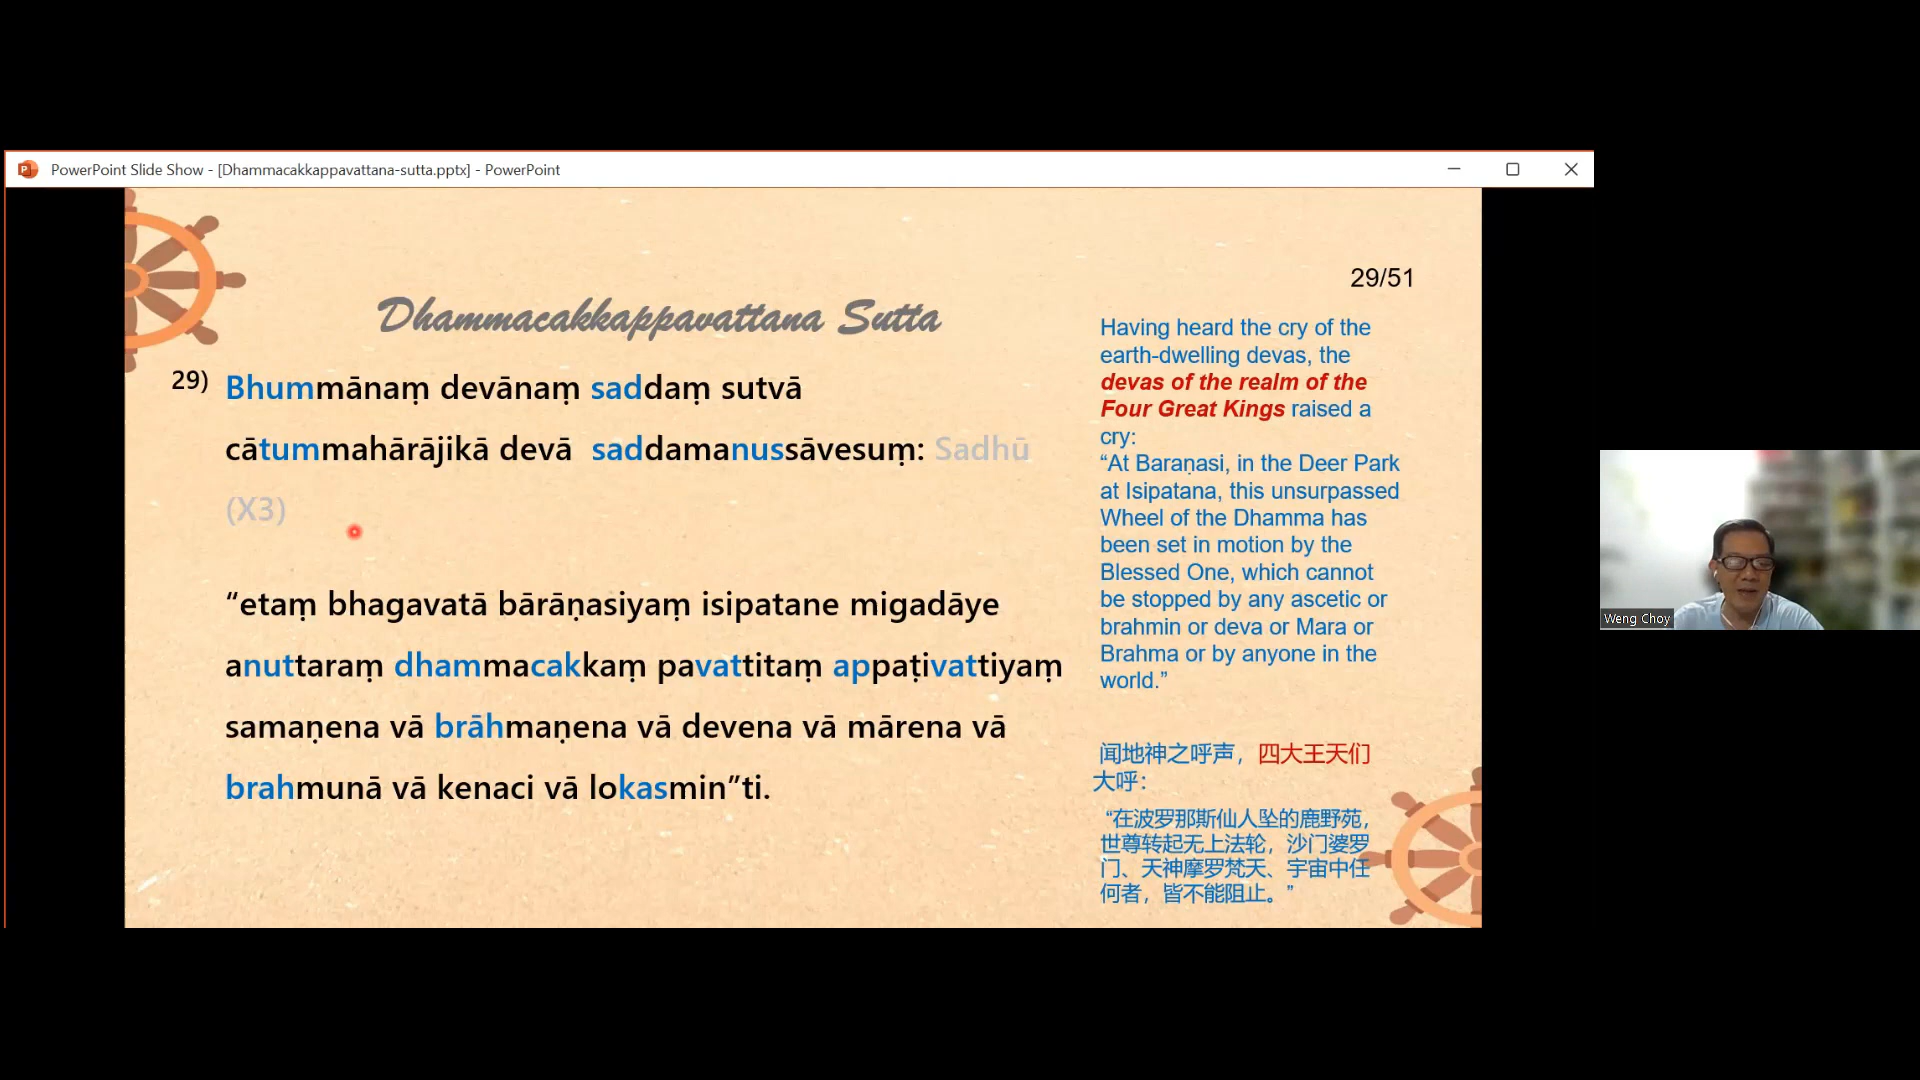 PowerPoint Slide Show - [Dhammacakkappavattana-sutta.pptx] - PowerPoint
29/51
Dhammacakkappavattana Sutta
29) Bhummānaṃ devānaṃ saddaṃ sutvā
cātummahārājikā devā saddamanussāvesuṃ: Sadhū
(X3)
“etaṃ bhagavatā bārāṇasiyaṃ isipatane migadāye
anuttaraṃ dhammacakkaṃ pavattitaṃ appaṭivattiyaṃ
samaṇena vā brāhmaṇena vā devena vā mārena vā
brahmunā vā kenaci vā lokasmin”ti.
Having heard the cry of the
earth-dwelling devas, the
devas of the realm of the
Four Great Kings raised a
cry:
“At Baraṇasi, in the Deer Park
at Isipatana, this unsurpassed
Wheel of the Dhamma has
been set in motion by the
Blessed One, which cannot
be stopped by any ascetic or
brahmin or deva or Mara or
Brahma or by anyone in the
world.”
闻地神之呼声，四大王天们
大呼：
“在波罗那斯仙人坠的鹿野苑，
世尊转起无上法轮，沙门婆罗
门、天神摩罗梵天、宇宙中任
何者，皆不能阻止。”
Weng Choy